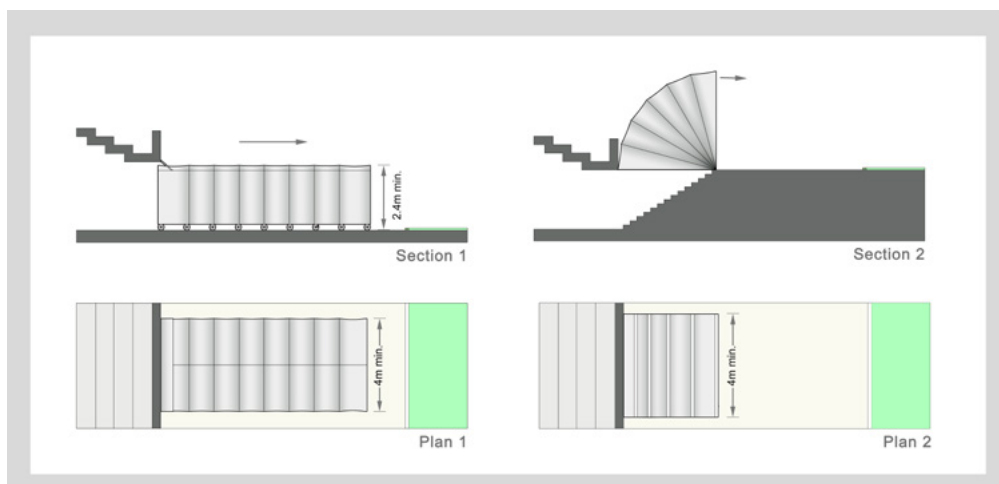 2.4m min.
Section 1
Section 2
4m min.
Plan 1
4m min.
Plan 2